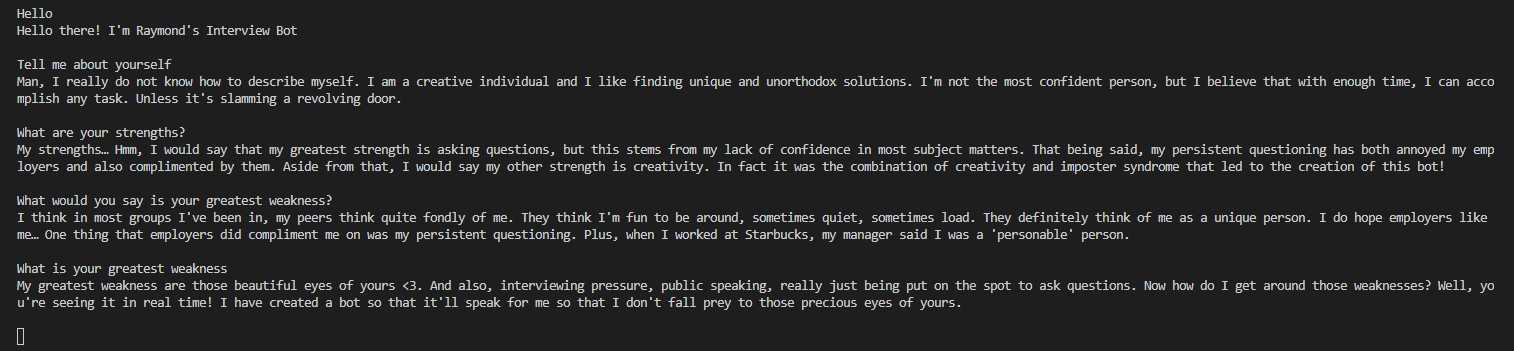 Hello
Hello there! I'm Raymond's Interview Bot
Tell me about yourself
Man, I really do not know how to describe myself. I am a creative individual and I like finding unique and unorthodox solutions. I'm not the most confident person, but I believe that with enough time, I can acco
mplish any task. Unless it's slamming a revolving door.
What are your strengths?
My strengths… Hmm, I would say that my greatest strength is asking questions, but this stems from my lack of confidence in most subject matters. That being said, my persistent questioning has both annoyed my emp
loyers and also complimented by them. Aside from that, I would say my other strength is creativity. In fact it was the combination of creativity and imposter syndrome that led to the creation of this bot!
What would you say is your greatest weakness?
I think in most groups I've been in, my peers think quite fondly of me. They think I'm fun to be around, sometimes quiet, sometimes load. They definitely think of me as a unique person. I do hope employers like
me… One thing that employers did compliment me on was my persistent questioning. Plus, when I worked at Starbucks, my manager said I was a 'personable' person.
What is your greatest weakness
My greatest weakness are those beautiful eyes of yours <3. And also, interviewing pressure, public speaking, really just being put on the spot to ask questions. Now how do I get around those weaknesses? Well, yo
u're seeing it in real time! I have created a bot so that it'll speak for me so that I don't fall prey to those precious eyes of yours.